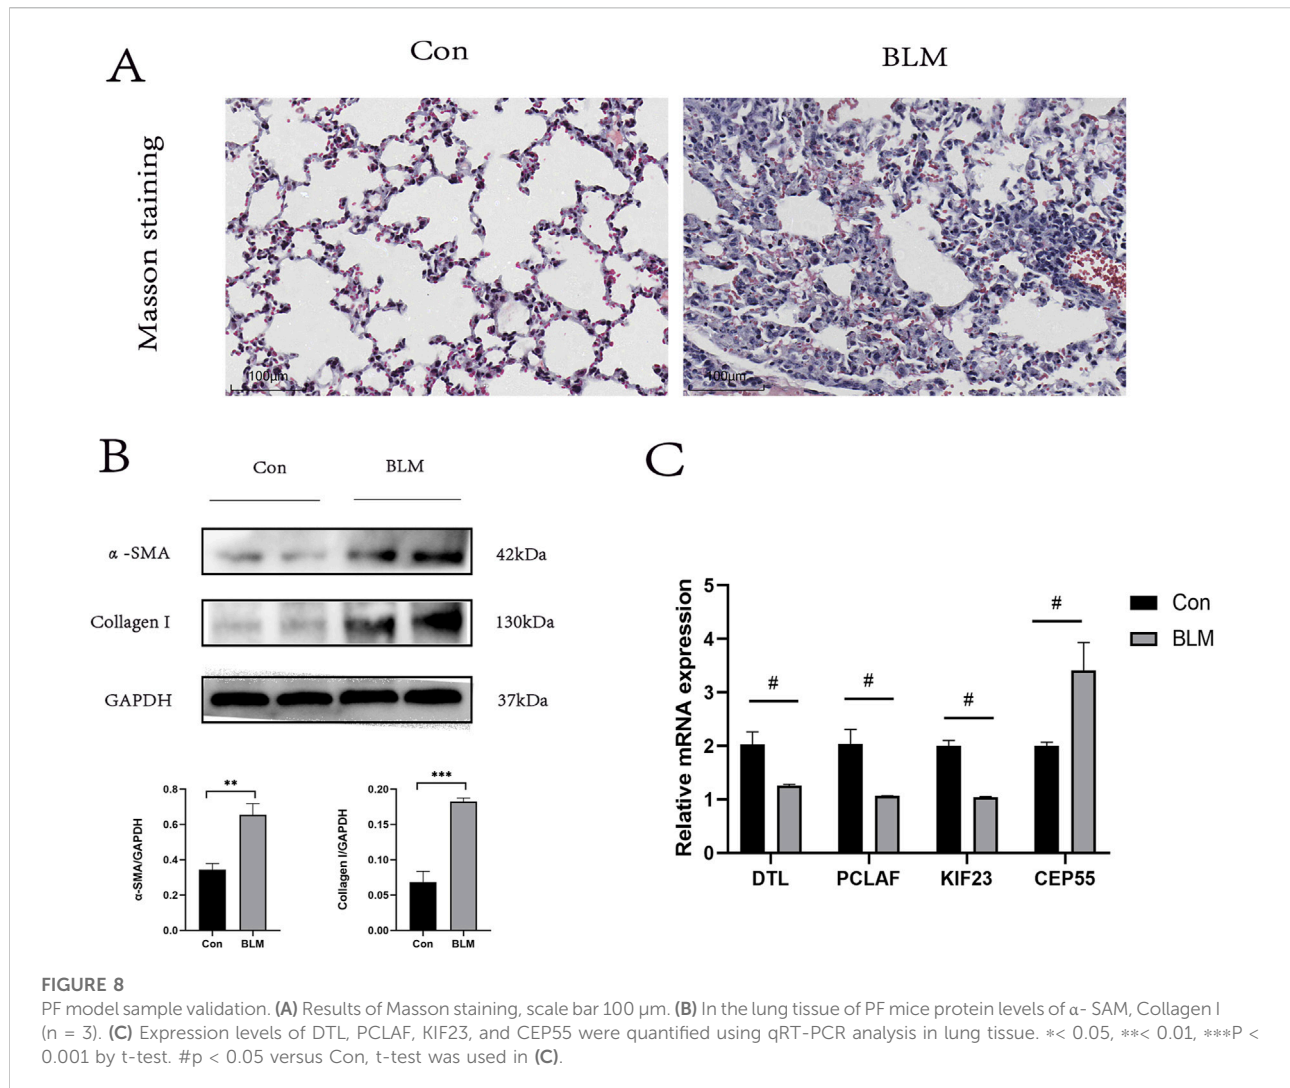 A
Con
BLM
Masson staining
100μm
100μm
B
Con
BLM
α -SMA
42kDa
Collagen I
130kDa
GAPDH
37kDa
α-SMA/GAPDH
0.8
0.6
0.4
0.2
0.0
**
Con
BLM
Collagen I/GAPDH
0.20
0.15
0.10
0.05
0.00
***
Con
BLM
C
Relative mRNA expression
5
4
3
2
1
0
#
#
#
#
DTL
PCLAF
KIF23
CEP55
Con
BLM
FIGURE 8
PF model sample validation. (A) Results of Masson staining, scale bar 100 μm. (B) In the lung tissue of PF mice protein levels of α- SAM, Collagen I
(n = 3). (C) Expression levels of DTL, PCLAF, KIF23, and CEP55 were quantified using qRT-PCR analysis in lung tissue. ∗< 0.05, ∗∗< 0.01, ∗∗∗P <
0.001 by t-test. #p < 0.05 versus Con, t-test was used in (C).